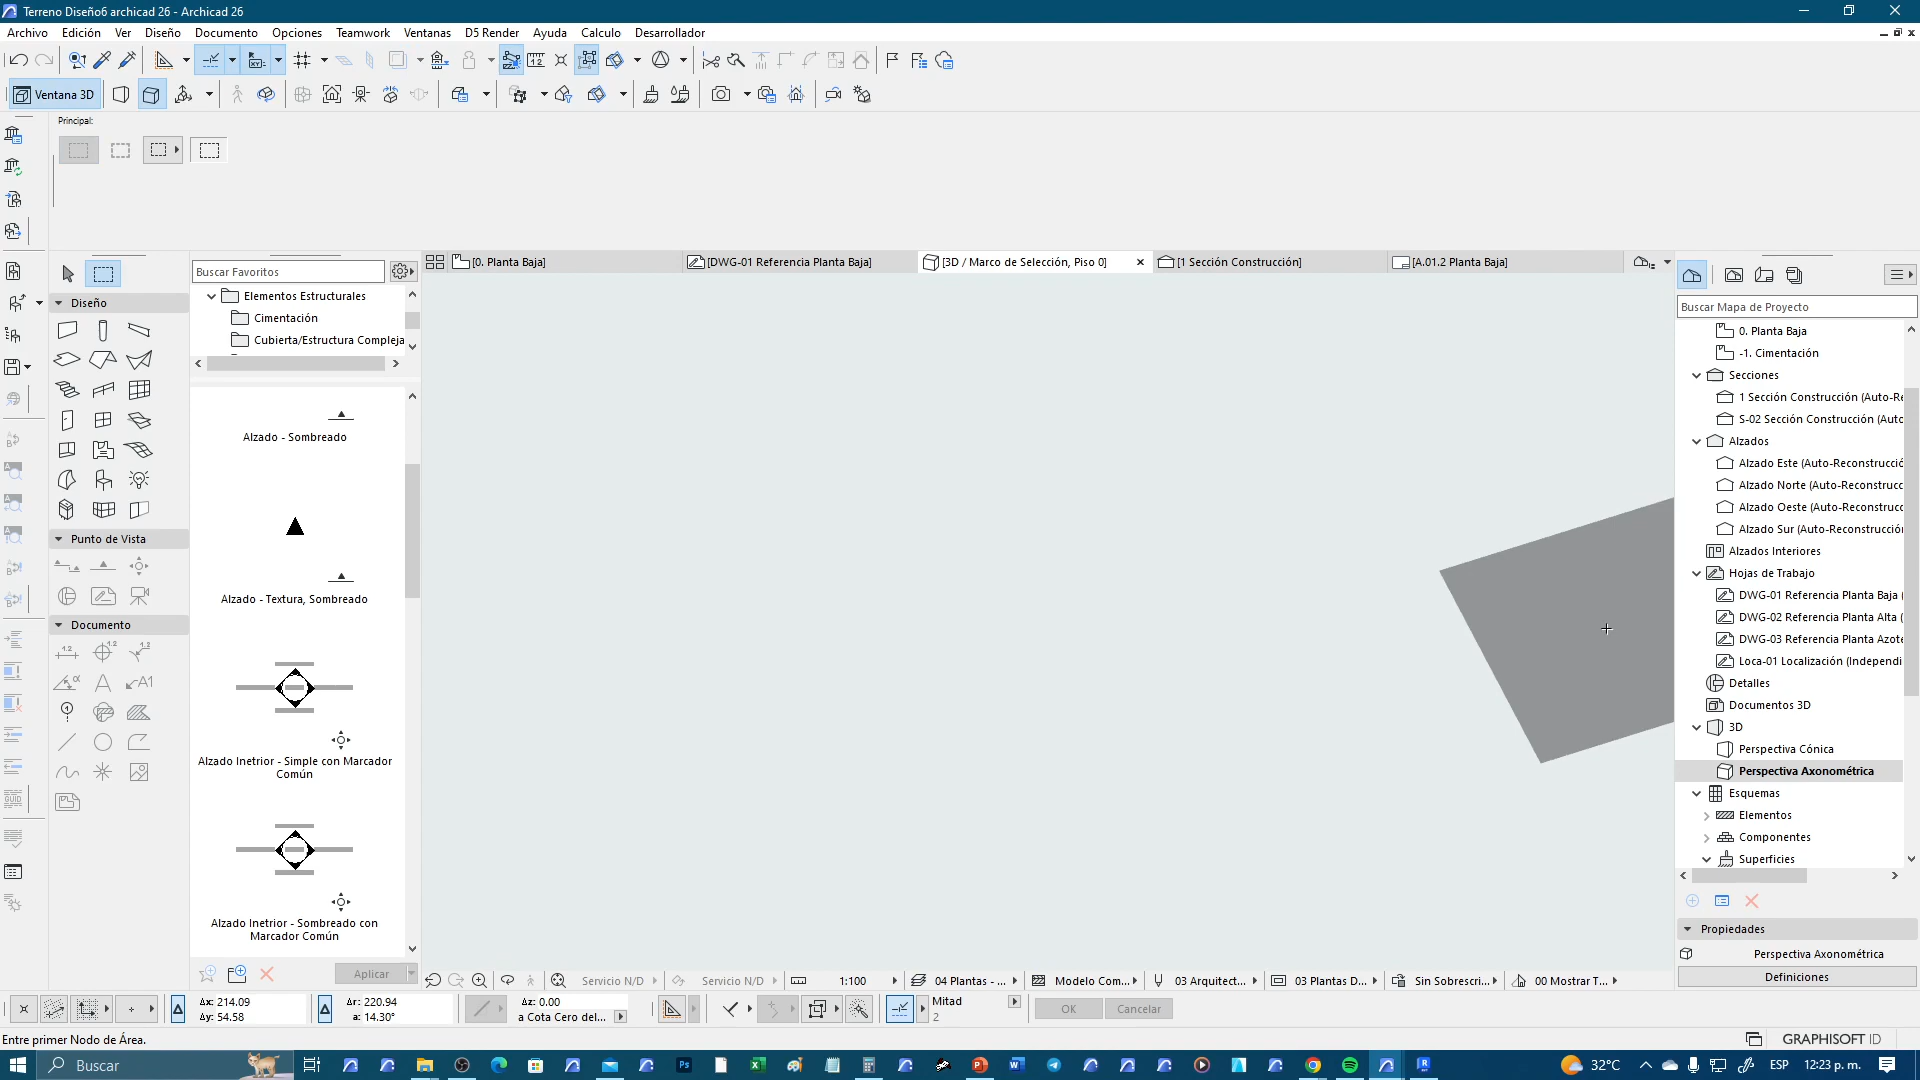 Terreno Diseño6 archicad 26 - Archicad 26
Archivo Edición Ver Diseño Documento Opciones Teamwork Ventanas D5 Render Ayuda Calculo Desarrollador
Ventana 3D
Principal:
[0. Planta Baja]
[DWG-01 Referencia Planta Baja]
[3D / Marco de Selección, Piso 0]
[1 Sección Construcción]
[A.01.2 Planta Baja]
Diseño
Punto de Vista
Documento
Buscar Favoritos
Elementos Estructurales
Cimentación
Cubierta/Estructura Compleja
Alzado - Sombreado
Alzado - Textura, Sombreado
Alzado Inetrior - Simple con Marcador
Común
Alzado Inetrior - Sombreado con
Marcador Común
Aplicar
Buscar Mapa de Proyecto
0. Planta Baja
-1. Cimentación
Secciones
1 Sección Construcción (Auto-Re
S-02 Sección Construcción (Auto
Alzados
Alzado Este (Auto-Reconstrucció
Alzado Norte (Auto-Reconstrucc
Alzado Oeste (Auto-Reconstrucc
Alzado Sur (Auto-Reconstrucción
Alzados Interiores
Hojas de Trabajo
DWG-01 Referencia Planta Baja (
DWG-02 Referencia Planta Alta (
DWG-03 Referencia Planta Azote
Loca-01 Localización (Independi
Detalles
Documentos 3D
3D
Perspectiva Cónica
Perspectiva Axonométrica
Esquemas
Elementos
Componentes
Superficies
Propiedades
Perspectiva Axonométrica
Definiciones
Servicio N/D
Servicio N/D
1:100
04 Plantas - ...
Modelo Com...
03 Arquitect...
03 Plantas D...
Sin Sobrescri...
00 Mostrar T...
Δx: 214.09
Δy: 54.58
Δr: 220.94
a: 14.30°
Δz: 0.00
a Cota Cero del...
Mitad
2
OK
Cancelar
Entre primer Nodo de Área.
GRAPHISOFT ID
Buscar
32°C
ESP
12:23 p. m.